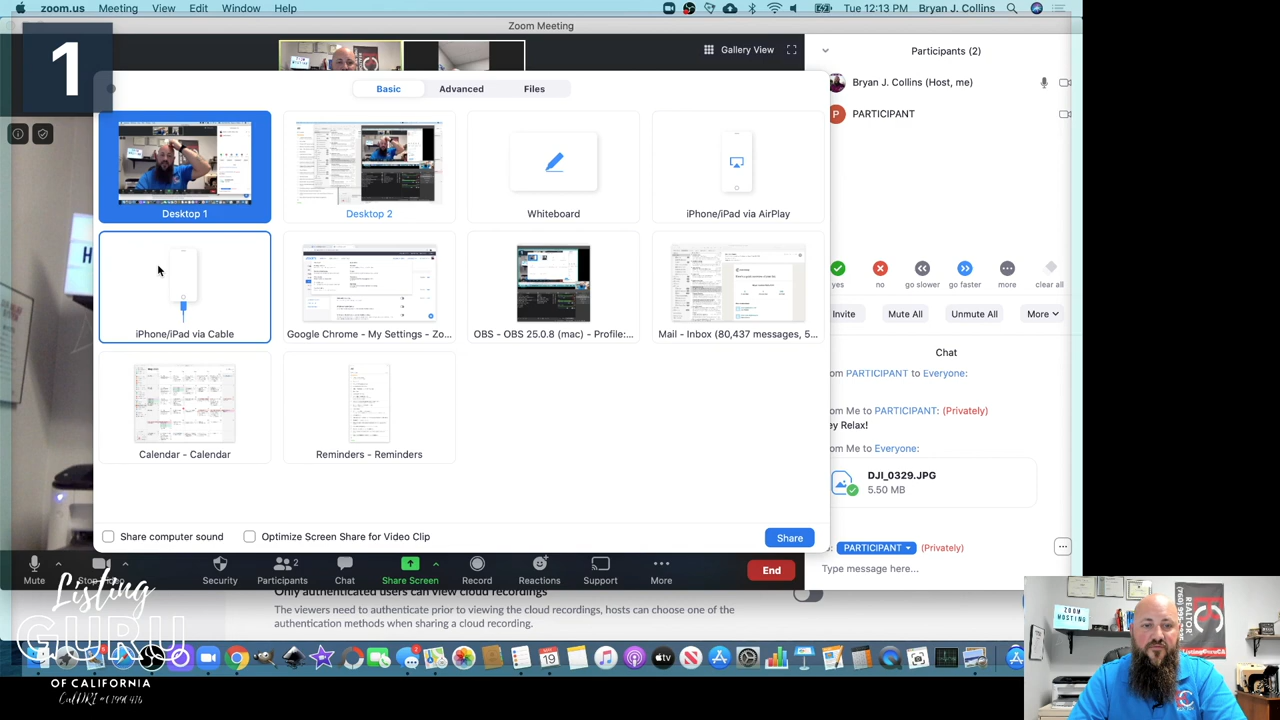 zoom.us Meeting View Edit Window Help Tue 12:13 PM Bryan J. Collins
Zoom Meeting
1
Gallery View
Participants (2)
Basic Advanced Files
Bryan J. Collins (Host, me)
P PARTICIPANT
Desktop 1 Desktop 2 Whiteboard iPhone/iPad via AirPlay
yes no go slower go faster more clear all
Invite Mute All Unmute All More
iPhone/iPad via Cable Google Chrome - My Settings - Zo... OBS - OBS 25.0.8 (mac) - Profile:... Mail - Inbox (80,437 messages, 5...
Chat
om PARTICIPANT to Everyone:
om Me to PARTICIPANT: (Privately)
ey Relax!
om Me to Everyone:
Calendar - Calendar Reminders - Reminders
DJI_0329.JPG
5.50 MB
Share computer sound Optimize Screen Share for Video Clip Share
PARTICIPANT (Privately)
Type message here...
Mute Stop Video Security Participants 2 Chat Share Screen Record Reactions Support More End
Only authenticated users can view cloud recordings
The viewers need to authenticate prior to viewing the cloud recordings, hosts can choose one of the
authentication methods when sharing a cloud recording.
Listing
GURU
OF CALIFORNIA
ZOOM
HOSTING
REALTOR